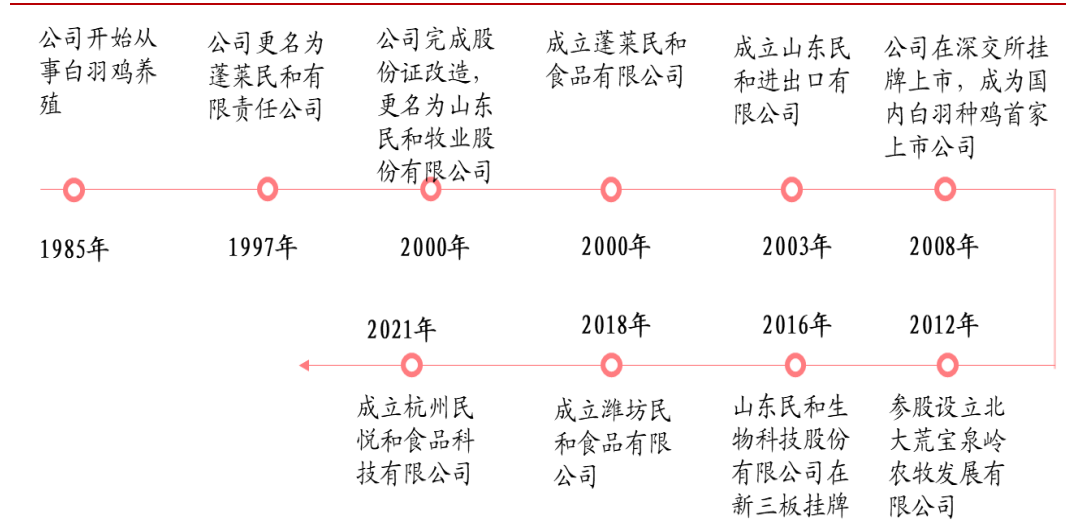 公司开始从
事白羽鸡养
殖
公司更名为
蓬莱民和有
限责任公司
公司完成股
份证改造，
更名为山东
民和牧业股
份有限公司
成立蓬莱民和
食品有限公司
成立山东民
和进出口有
限公司
公司在深交所挂
牌上市，成为国
内白羽种鸡首家
上市公司
1985年
1997年
2000年
2000年
2003年
2008年
2021年
2018年
2016年
2012年
成立杭州民
悦和食品科
技有限公司
成立潍坊民
和食品有限
公司
山东民和生
物科技股份
有限公司在
新三板挂牌
参股设立北
大荒宝泉岭
农牧发展有
限公司